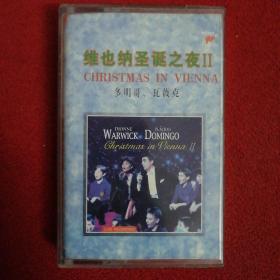 维也纳圣诞之夜II
CHRISTMAS IN VIENNA
多明哥、瓦薇克
DIONNE PLÁCIDO
WARWICK · DOMINGO
Christmas in Vienna II